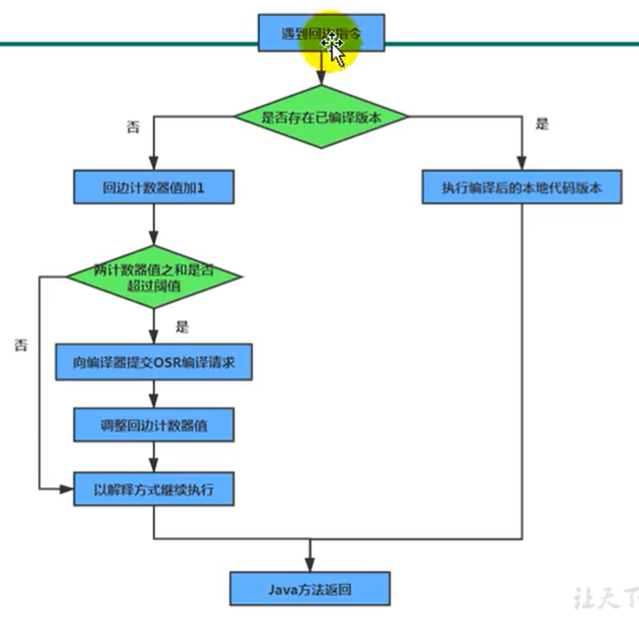 遇到回边指令
是否存在已编译版本
否
是
回边计数器值加1
执行编译后的本地代码版本
两计数器值之和是否
超过阈值
是
否
向编译器提交OSR编译请求
调整回边计数器值
以解释方式继续执行
Java方法返回
让天下